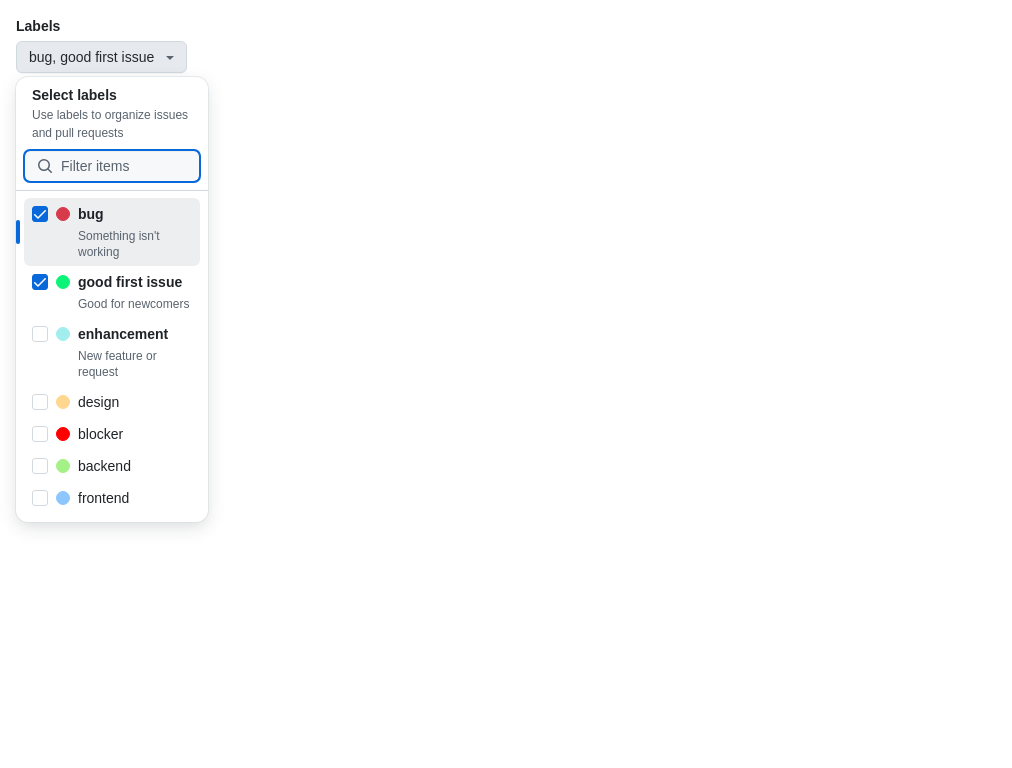 Labels
bug, good first issue
Select labels
Use labels to organize issues
and pull requests
Filter items
bug
Something isn't
working
good first issue
Good for newcomers
enhancement
New feature or
request
design
blocker
backend
frontend